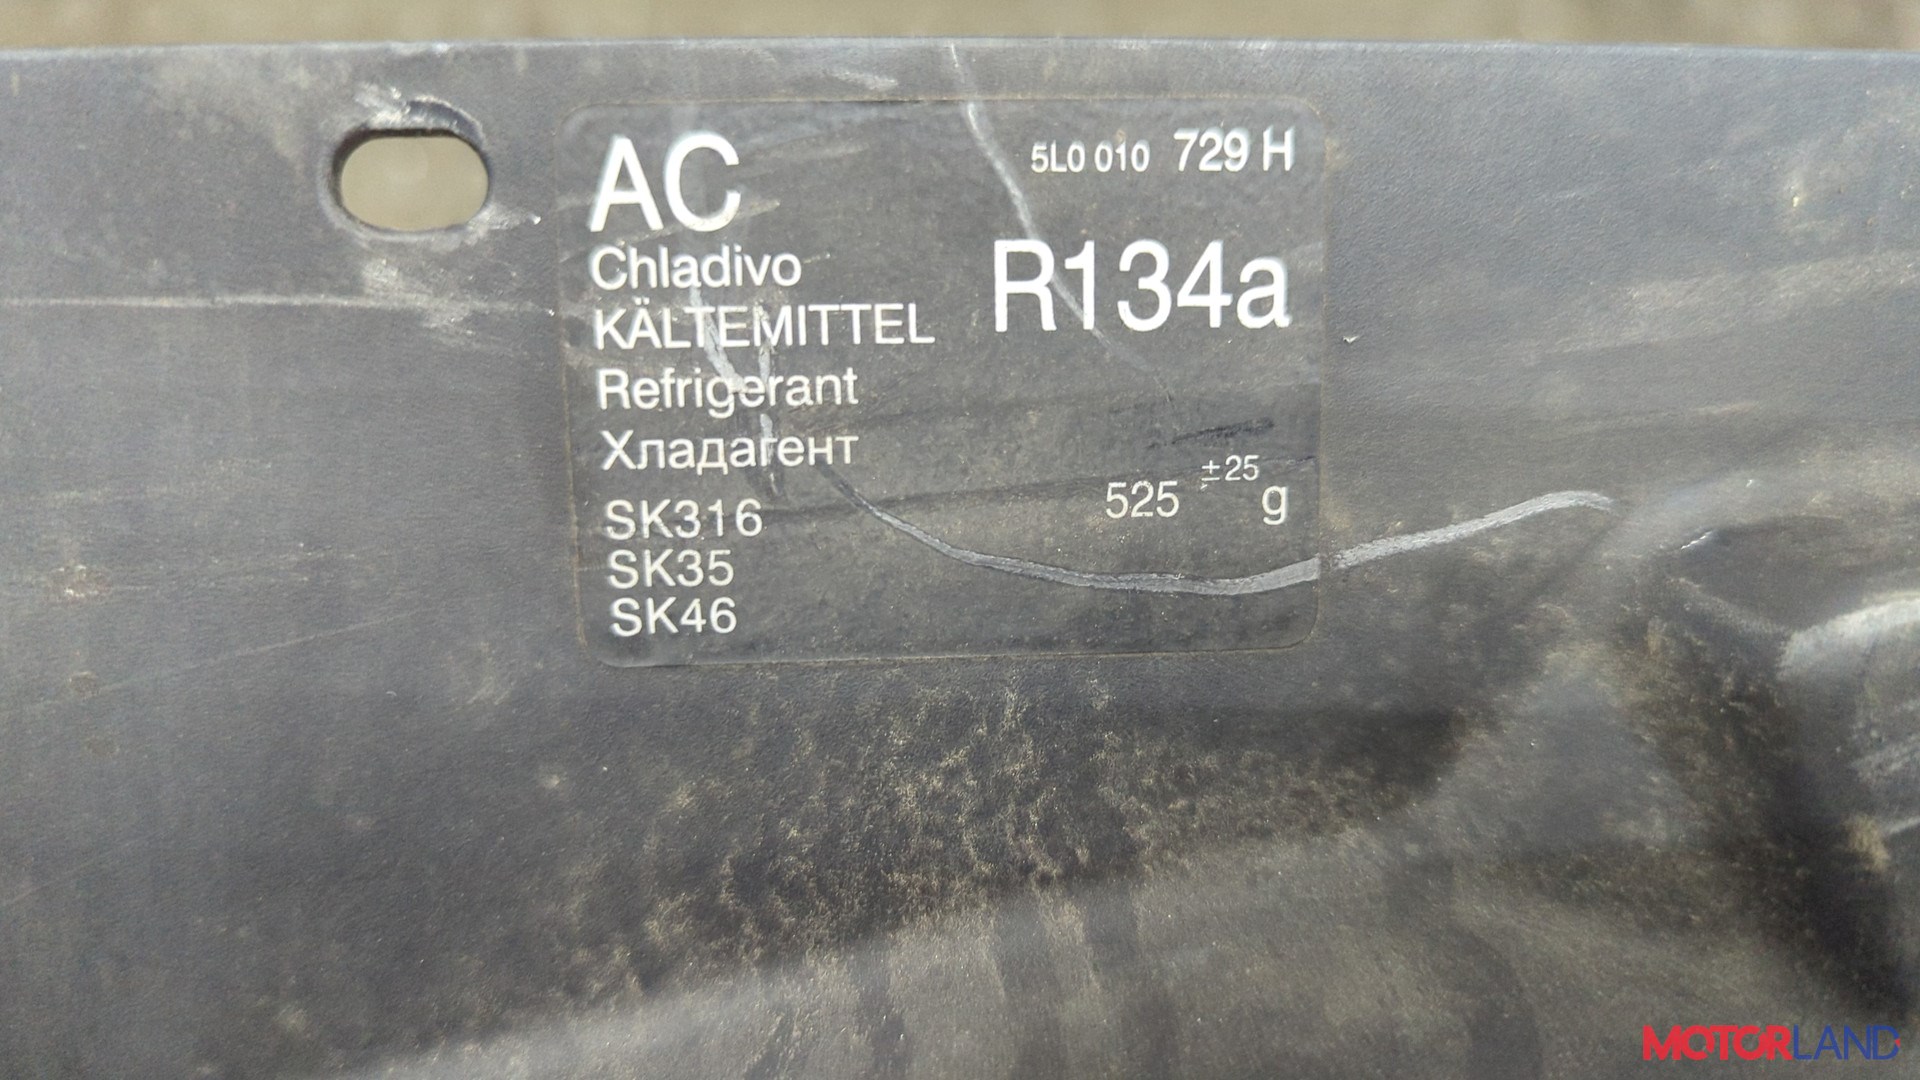 AC
5L0 010 729 H
Chladivo
R134a
KÄLTEMITTEL
Refrigerant
Хладагент
525 ±25 g
SK316
SK35
SK46
MOTORLAND